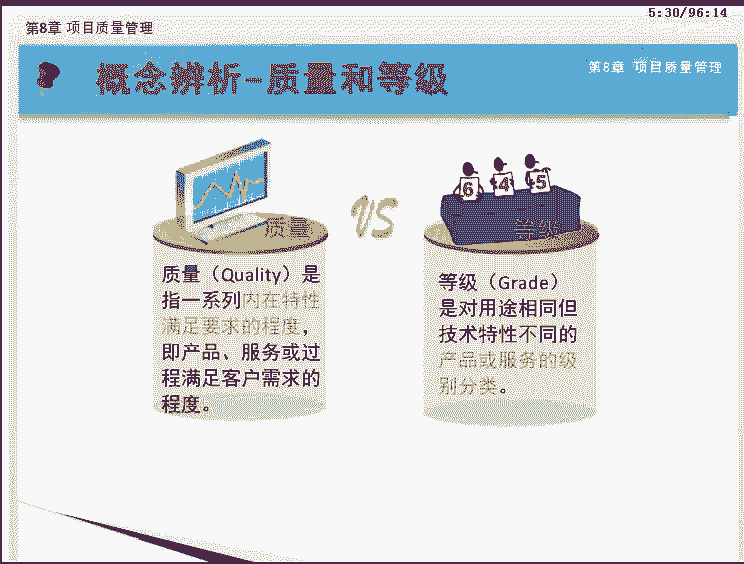 5:30/96:14
第8章 项目质量管理
概念辨析-质量和等级
第8章 项目质量管理
6 4 5
质量
VS
等级
质量（Quality）是
指一系列内在特性
满足要求的程度，
即产品、服务或过
程满足客户需求的
程度。
等级（Grade）
是对用途相同但
技术特性不同的
产品或服务的级
别分类。